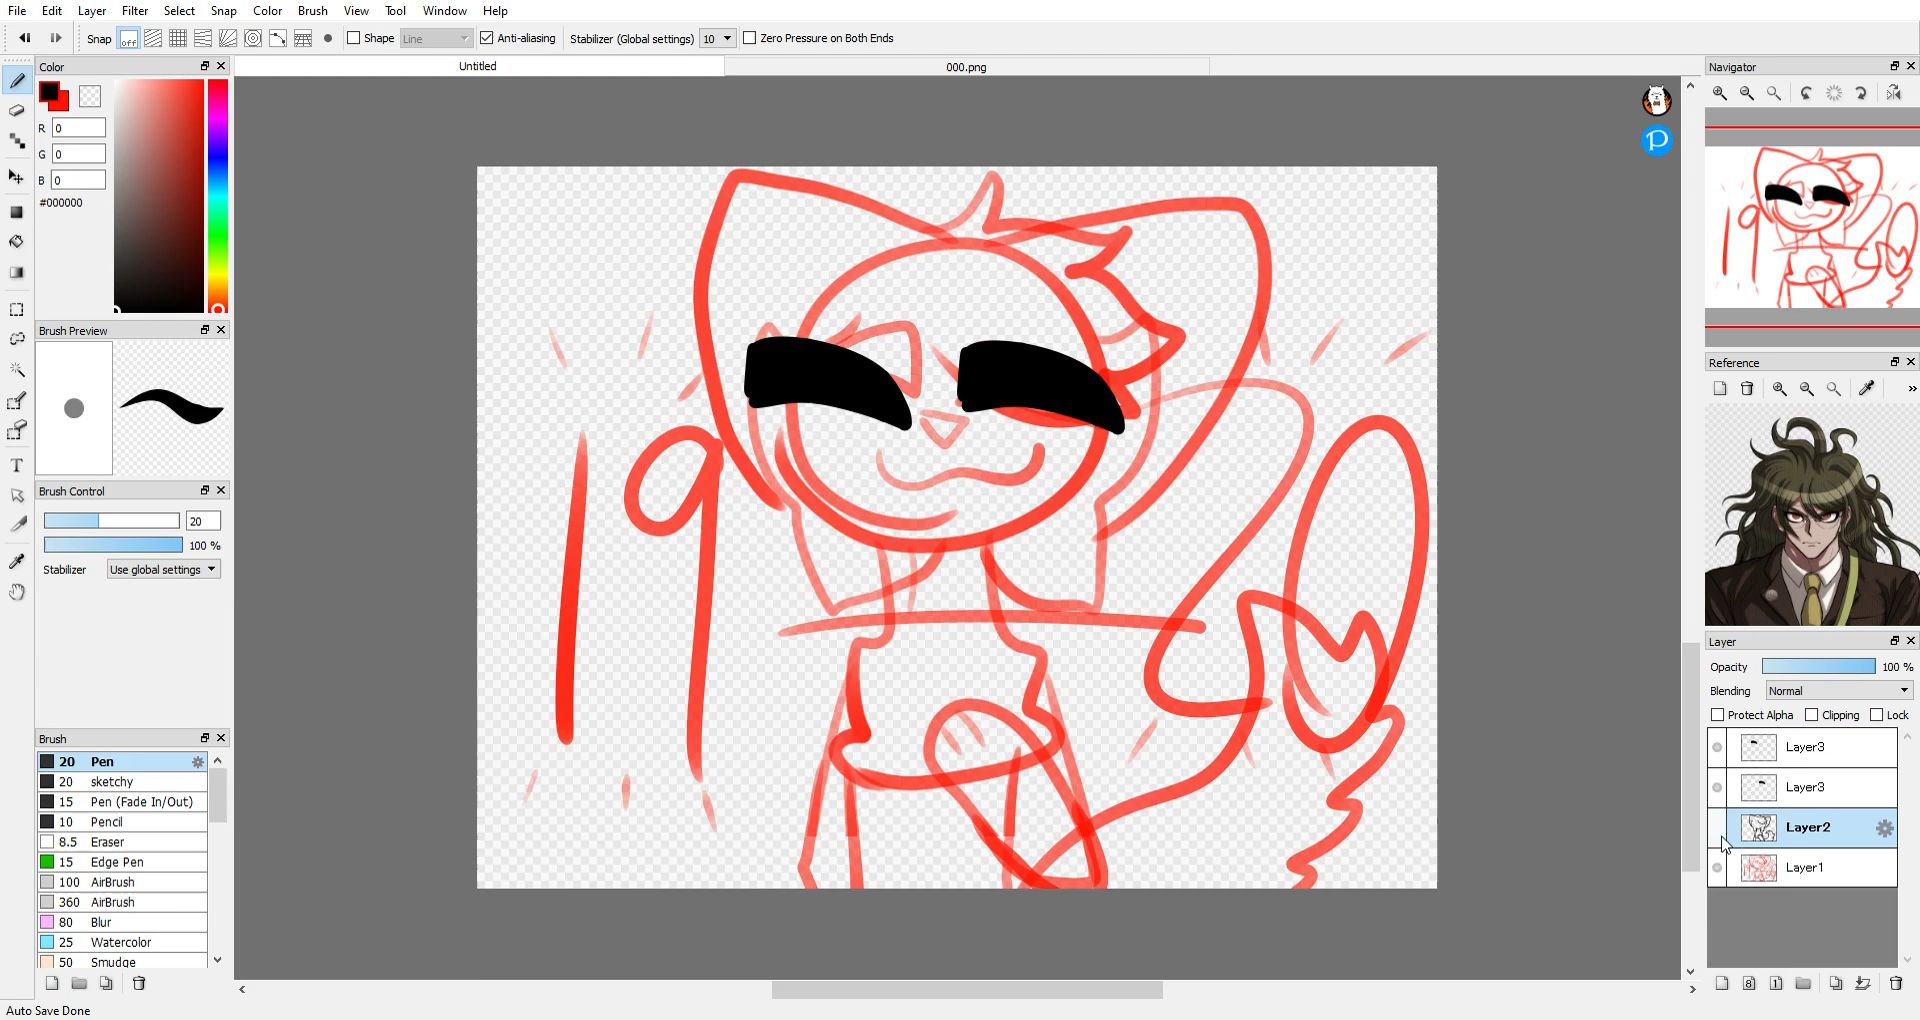 File Edit Layer Filter Select Snap Color Brush View Tool Window Help
Snap off Shape Line Anti-aliasing Stabilizer (Global settings) 10 Zero Pressure on Both Ends
Color
Untitled
000.png
Navigator
R 0
G 0
B 0
#000000
P
Brush Preview
Reference
»
19
Brush Control
20
100 %
Stabilizer Use global settings
T
Layer
Opacity 100 %
Blending Normal
Protect Alpha Clipping Lock
Layer3
Layer3
Layer2
Layer1
Brush
20 Pen
20 sketchy
15 Pen (Fade In/Out)
10 Pencil
8.5 Eraser
15 Edge Pen
100 AirBrush
360 AirBrush
80 Blur
25 Watercolor
50 Smudge
8 1
Auto Save Done